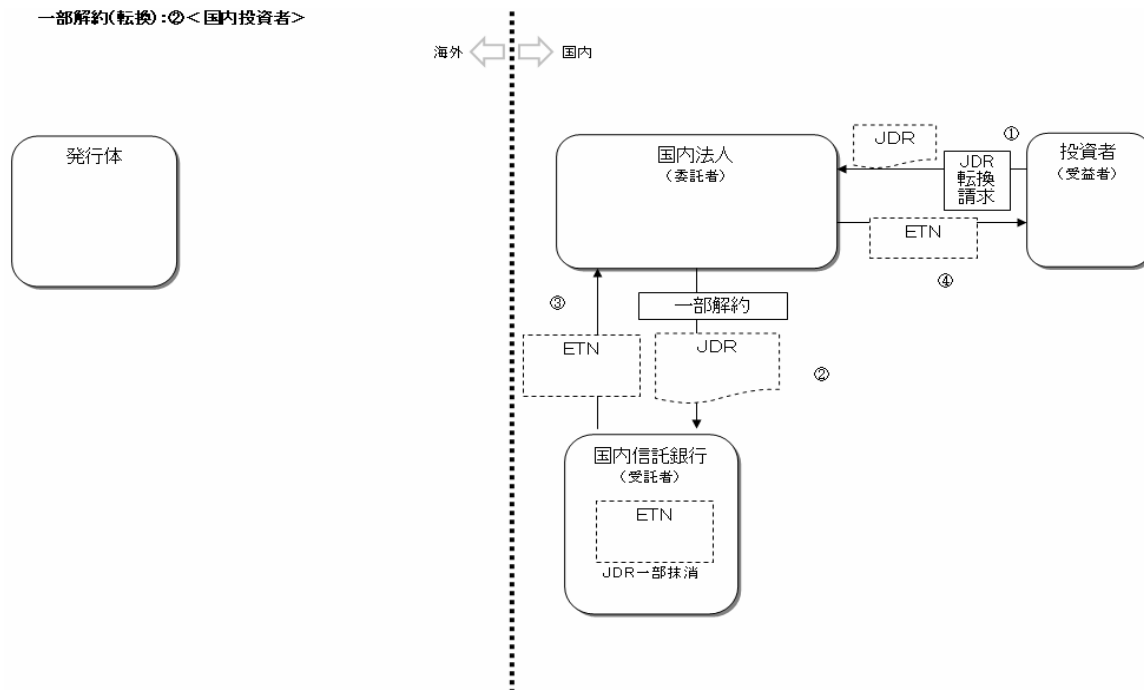 一部解約(転換):②＜国内投資者＞
海外
国内
発行体
国内法人
（委託者）
JDR
①
JDR
転換
請求
投資者
（受益者）
ETN
④
③
一部解約
ETN
JDR
②
国内信託銀行
（受託者）
ETN
JDR一部抹消